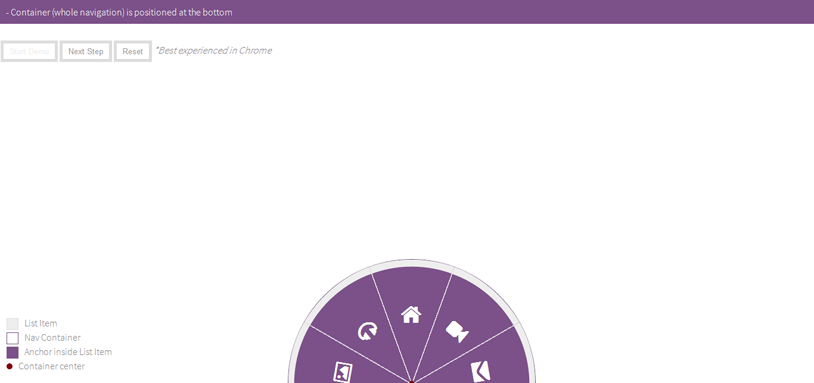 - Container (whole navigation) is positioned at the bottom
Start Demo Next Step Reset *Best experienced in Chrome
List Item
Nav Container
Anchor inside List Item
Container center